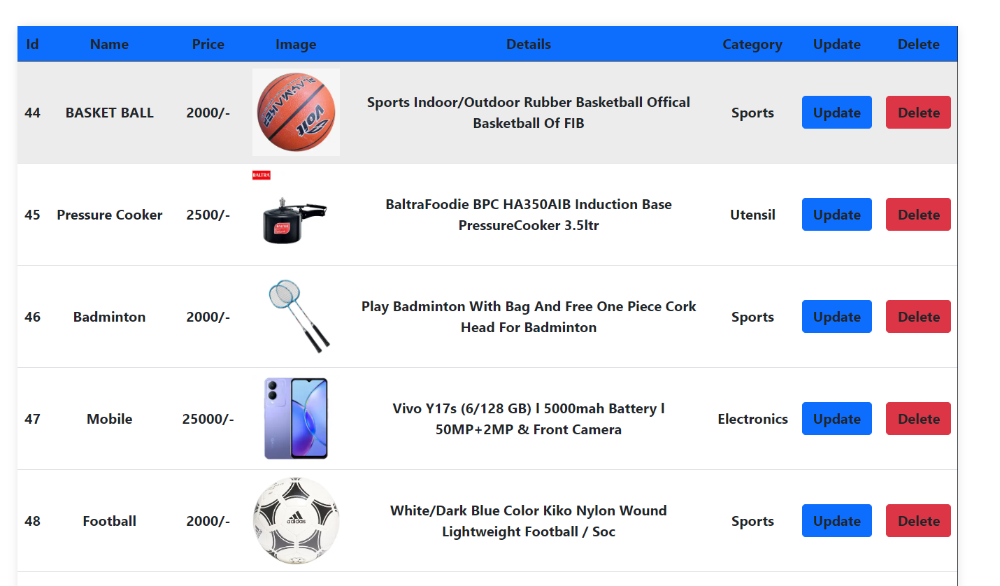 Id Name Price Image Details Category Update Delete
PLAYMAKER
voit
Sports Indoor/Outdoor Rubber Basketball Offical
44 BASKET BALL 2000/- Sports Update Delete
Basketball Of FIB
BALTRA
BaltraFoodie BPC HA350AIB Induction Base
45 Pressure Cooker 2500/- Utensil Update Delete
PressureCooker 3.5ltr
BALTRA
Play Badminton With Bag And Free One Piece Cork
46 Badminton 2000/- Sports Update Delete
Head For Badminton
Vivo Y17s (6/128 GB) l 5000mah Battery l
47 Mobile 25000/- Electronics Update Delete
50MP+2MP & Front Camera
White/Dark Blue Color Kiko Nylon Wound
48 Football 2000/- adidas Sports Update Delete
Lightweight Football / Soc